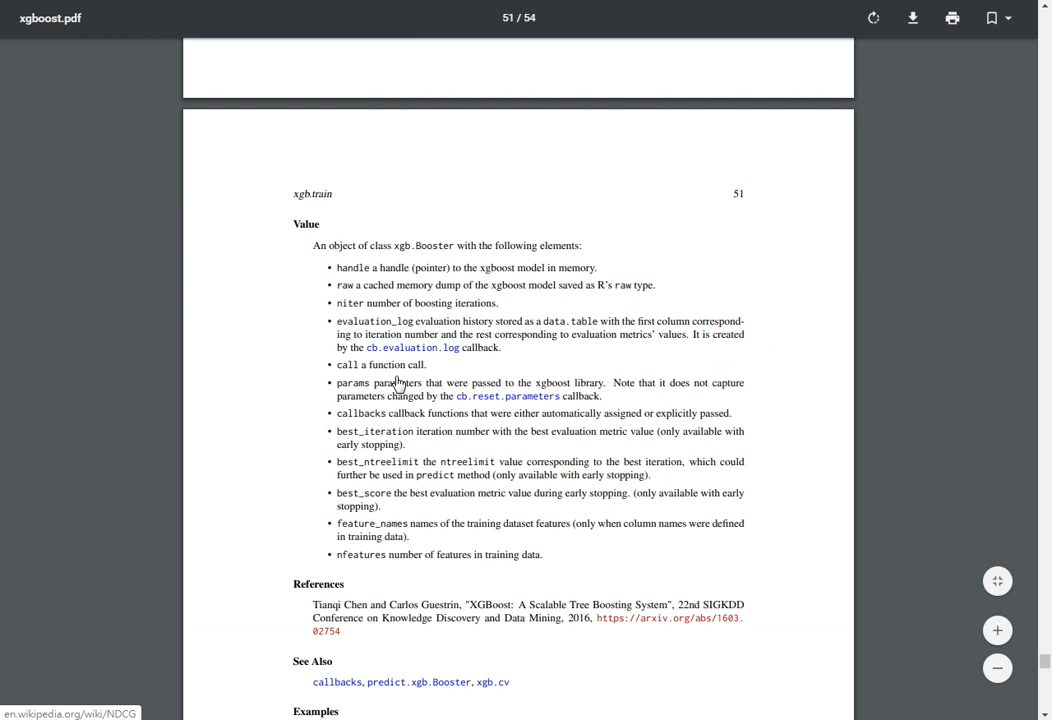 xgboost.pdf
51 / 54
xgb.train
51
Value
An object of class xgb.Booster with the following elements:
• handle a handle (pointer) to the xgboost model in memory.
• raw a cached memory dump of the xgboost model saved as R's raw type.
• niter number of boosting iterations.
• evaluation_log evaluation history stored as a data.table with the first column correspond-
ing to iteration number and the rest corresponding to evaluation metrics' values. It is created
by the cb.evaluation.log callback.
• call a function call.
• params parameters that were passed to the xgboost library. Note that it does not capture
parameters changed by the cb.reset.parameters callback.
• callbacks callback functions that were either automatically assigned or explicitly passed.
• best_iteration iteration number with the best evaluation metric value (only available with
early stopping).
• best_ntreelimit the ntreelimit value corresponding to the best iteration, which could
further be used in predict method (only available with early stopping).
• best_score the best evaluation metric value during early stopping. (only available with early
stopping).
• feature_names names of the training dataset features (only when column names were defined
in training data).
• nfeatures number of features in training data.
References
Tianqi Chen and Carlos Guestrin, "XGBoost: A Scalable Tree Boosting System", 22nd SIGKDD
Conference on Knowledge Discovery and Data Mining, 2016, https://arxiv.org/abs/1603.
02754
See Also
callbacks, predict.xgb.Booster, xgb.cv
Examples
en.wikipedia.org/wiki/NDCG